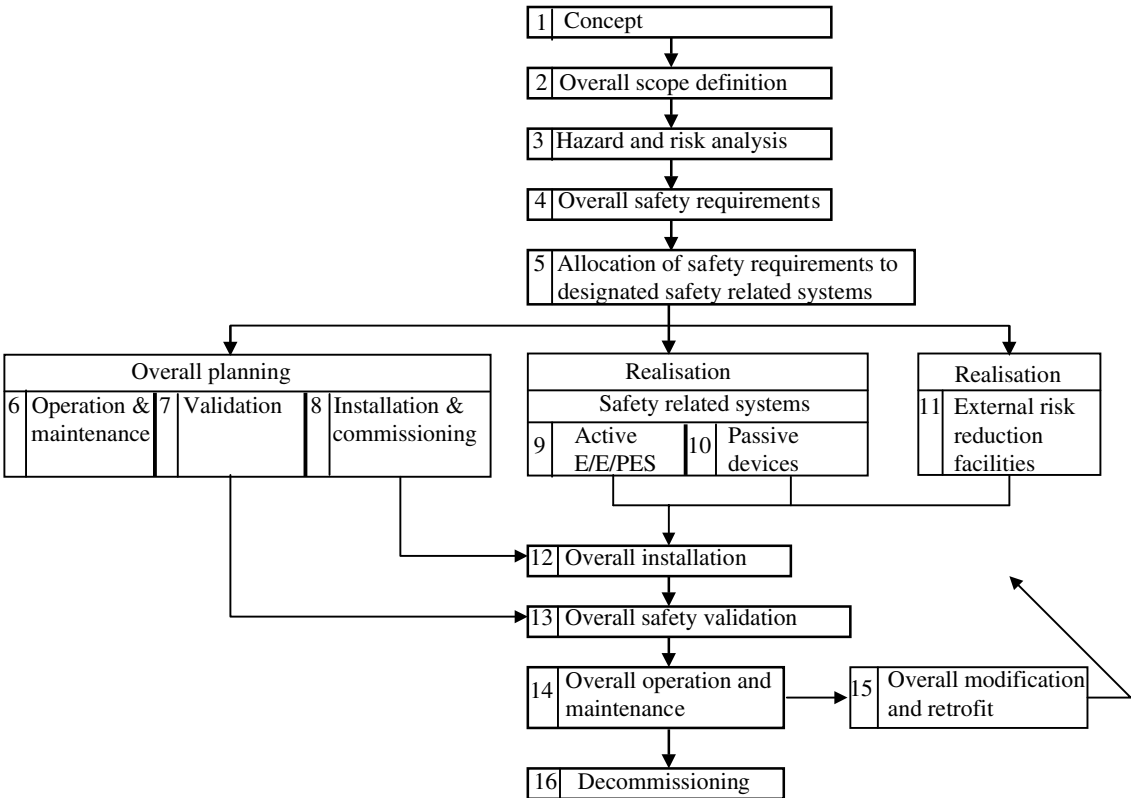 1 Concept
2 Overall scope definition
3 Hazard and risk analysis
4 Overall safety requirements
5 Allocation of safety requirements to
designated safety related systems
Overall planning
6 Operation &
maintenance
7 Validation
8 Installation &
commissioning
Realisation
Safety related systems
9 Active
E/E/PES
10 Passive
devices
Realisation
11 External risk
reduction
facilities
12 Overall installation
13 Overall safety validation
14 Overall operation and
maintenance
15 Overall modification
and retrofit
16 Decommissioning